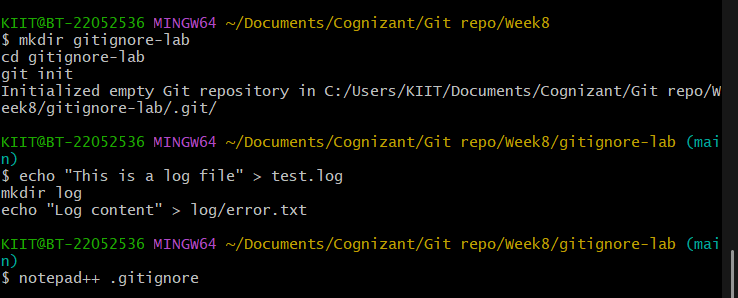 KIIT@BT-22052536 MINGW64 ~/Documents/Cognizant/Git repo/Week8
$ mkdir gitignore-lab
cd gitignore-lab
git init
Initialized empty Git repository in C:/Users/KIIT/Documents/Cognizant/Git repo/W
eek8/gitignore-lab/.git/
KIIT@BT-22052536 MINGW64 ~/Documents/Cognizant/Git repo/Week8/gitignore-lab (mai
n)
$ echo "This is a log file" > test.log
mkdir log
echo "Log content" > log/error.txt
KIIT@BT-22052536 MINGW64 ~/Documents/Cognizant/Git repo/Week8/gitignore-lab (mai
n)
$ notepad++ .gitignore